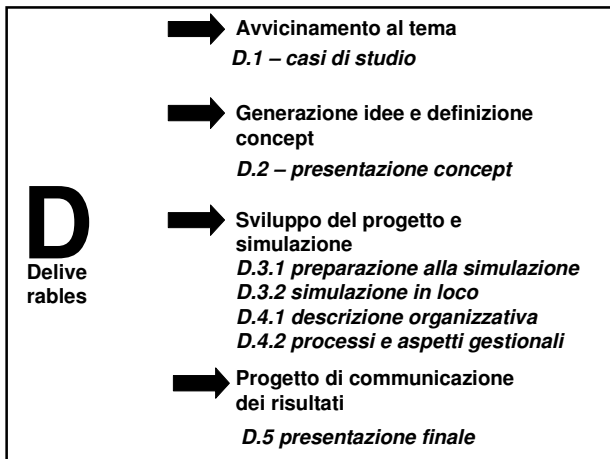 Avvicinamento al tema
D.1 – casi di studio
Generazione idee e definizione
concept
D.2 – presentazione concept
D
Delive
rables
Sviluppo del progetto e
simulazione
D.3.1 preparazione alla simulazione
D.3.2 simulazione in loco
D.4.1 descrizione organizzativa
D.4.2 processi e aspetti gestionali
Progetto di communicazione
dei risultati
D.5 presentazione finale